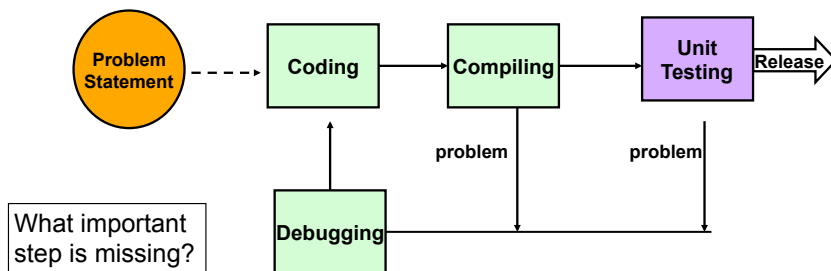 Problem
Statement
Coding
Compiling
Unit
Testing
Release
problem
problem
Debugging
What important
step is missing?